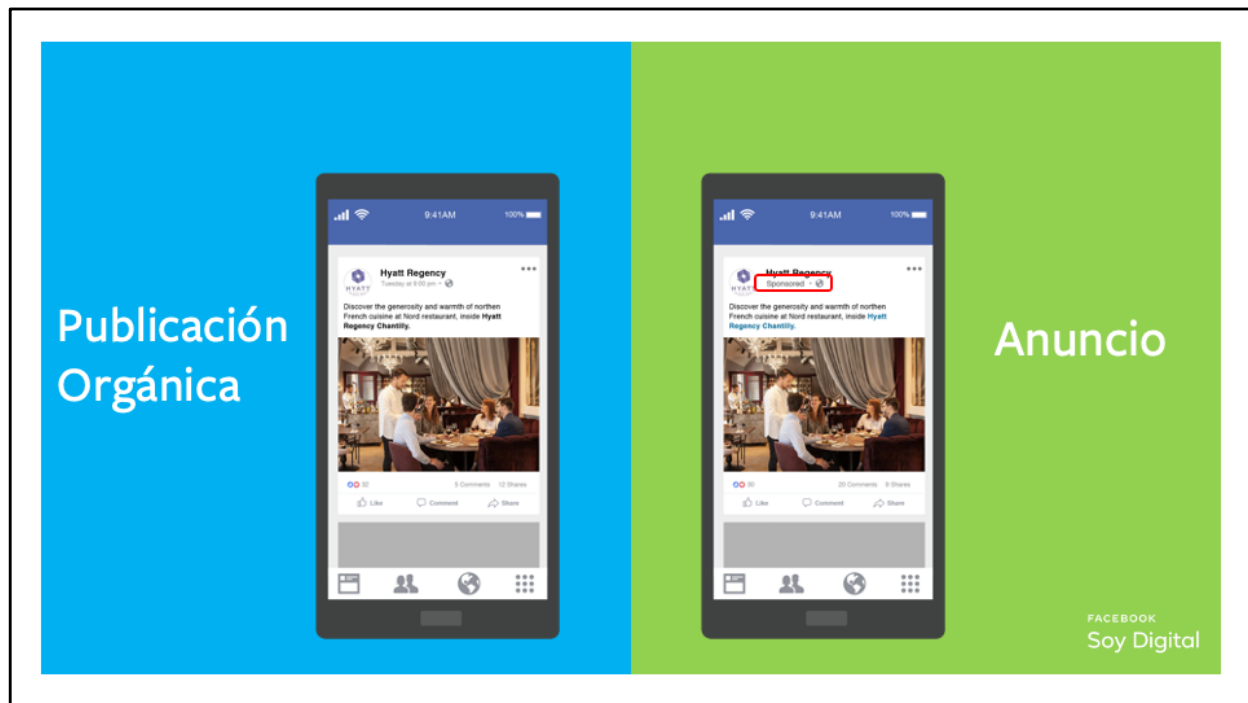 Publicación
Orgánica
9:41AM 100%
Hyatt Regency
Tuesday at 9:00 pm
HYATT
Discover the generosity and warmth of northen
French cuisine at Nord restaurant, inside Hyatt
Regency Chantilly.
32 5 Comments 12 Shares
Like Comment Share
9:41AM 100%
Hyatt Regency
Sponsored
HYATT
Discover the generosity and warmth of northen
French cuisine at Nord restaurant, inside Hyatt
Regency Chantilly.
30 20 Comments 9 Shares
Like Comment Share
Anuncio
FACEBOOK
Soy Digital